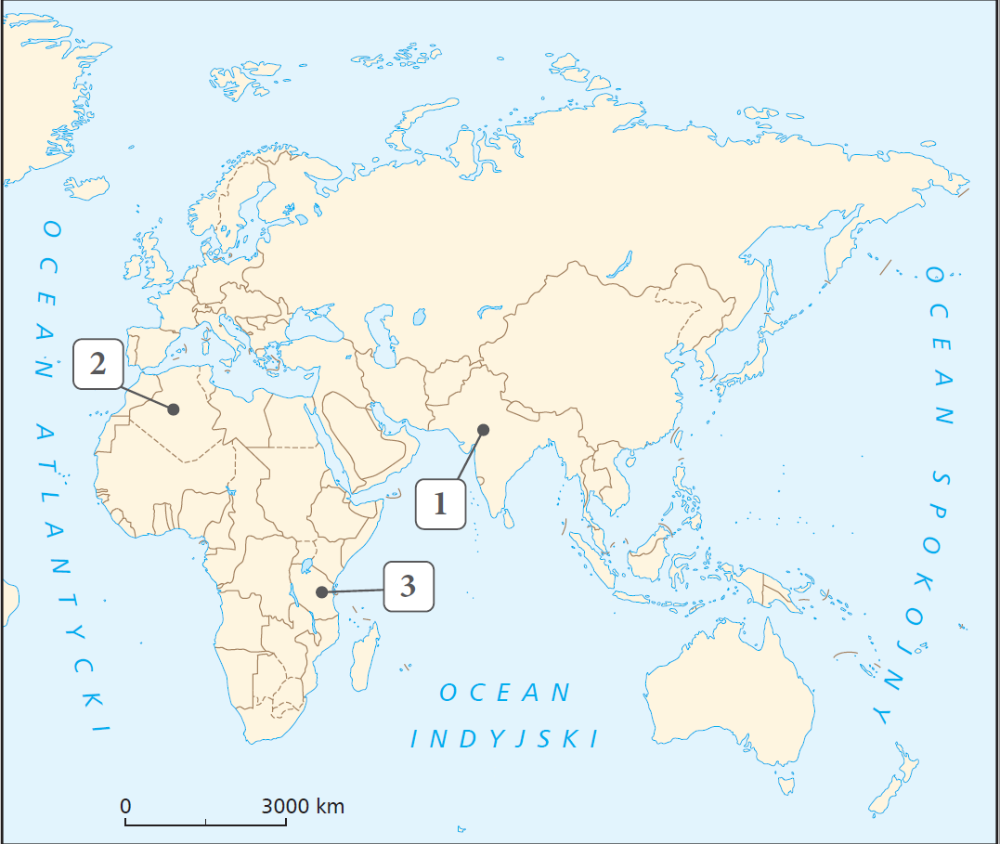 OCEAN ATLANTYCKI
OCEAN SPOKOJNY
2
1
3
OCEAN
INDYJSKI
0 3000 km